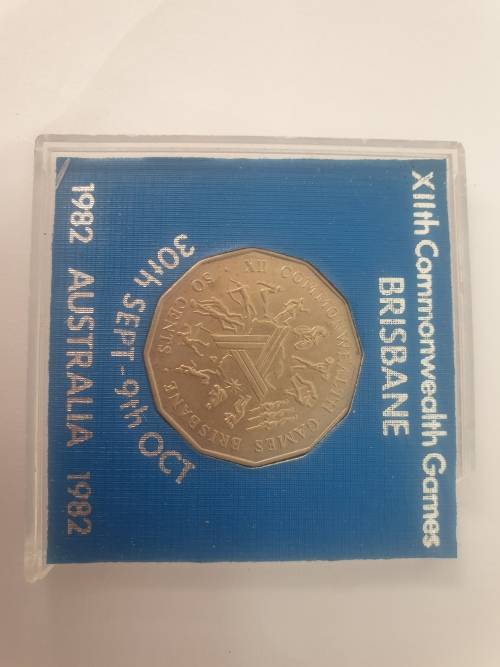 XIIth Commonwealth Games
BRISBANE
XII COMMONWEALTH GAMES BRISBANE · 50 CENTS ·
30th SEPT - 9th OCT
1982 AUSTRALIA 1982